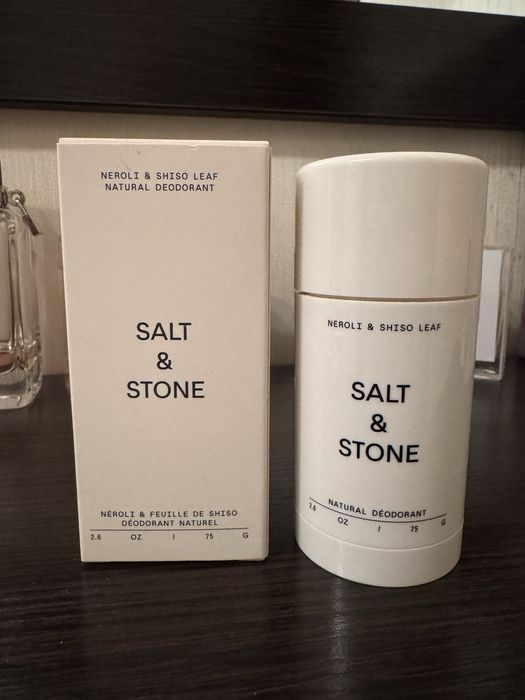 NEROLI & SHISO LEAF
NATURAL DEODORANT
SALT
&
STONE
NÉROLI & FEUILLE DE SHISO
DÉODORANT NATUREL
2.6 OZ / 75 G
NEROLI & SHISO LEAF
SALT
&
STONE
NATURAL DÉODORANT
2.6 OZ / 75 G